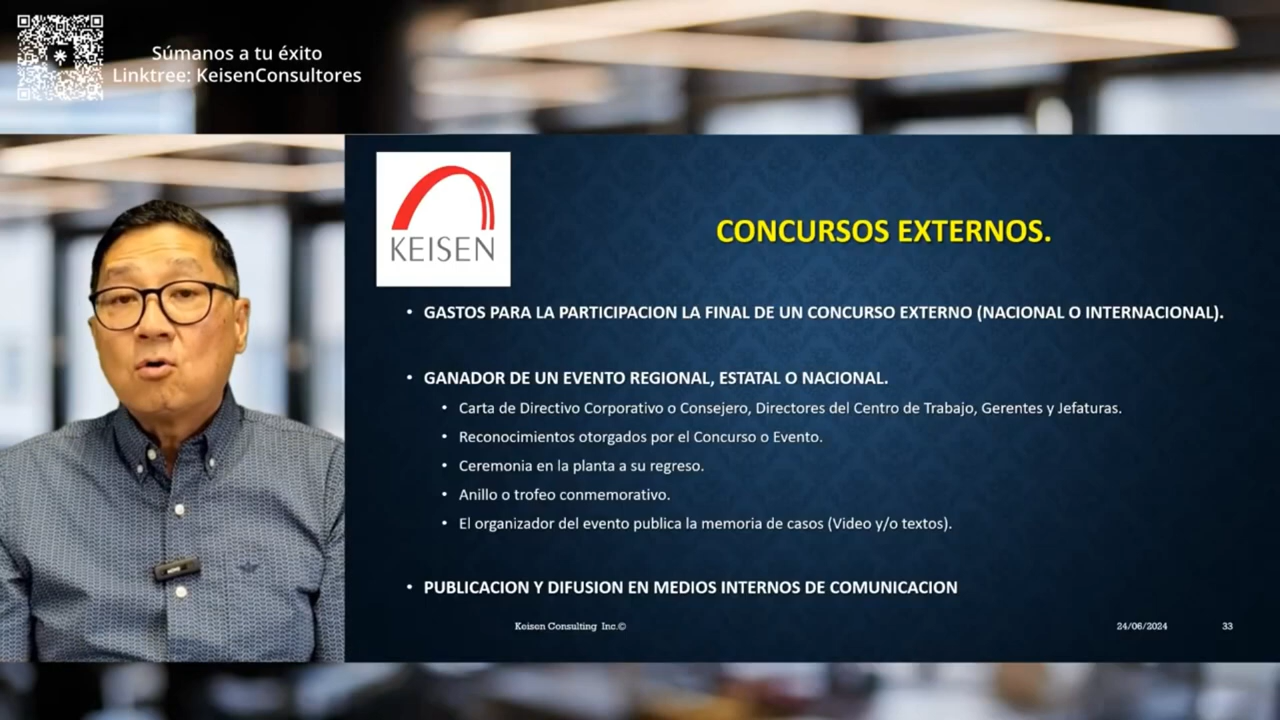 Súmanos a tu éxito
Linktree: KeisenConsultores
KEISEN
CONCURSOS EXTERNOS.
• GASTOS PARA LA PARTICIPACION LA FINAL DE UN CONCURSO EXTERNO (NACIONAL O INTERNACIONAL).
• GANADOR DE UN EVENTO REGIONAL, ESTATAL O NACIONAL.
• Carta de Directivo Corporativo o Consejero, Directores del Centro de Trabajo, Gerentes y Jefaturas.
• Reconocimientos otorgados por el Concurso o Evento.
• Ceremonia en la planta a su regreso.
• Anillo o trofeo conmemorativo.
• El organizador del evento publica la memoria de casos (Video y/o textos).
• PUBLICACION Y DIFUSION EN MEDIOS INTERNOS DE COMUNICACION
Keisen Consulting Inc.©
24/06/2024
33